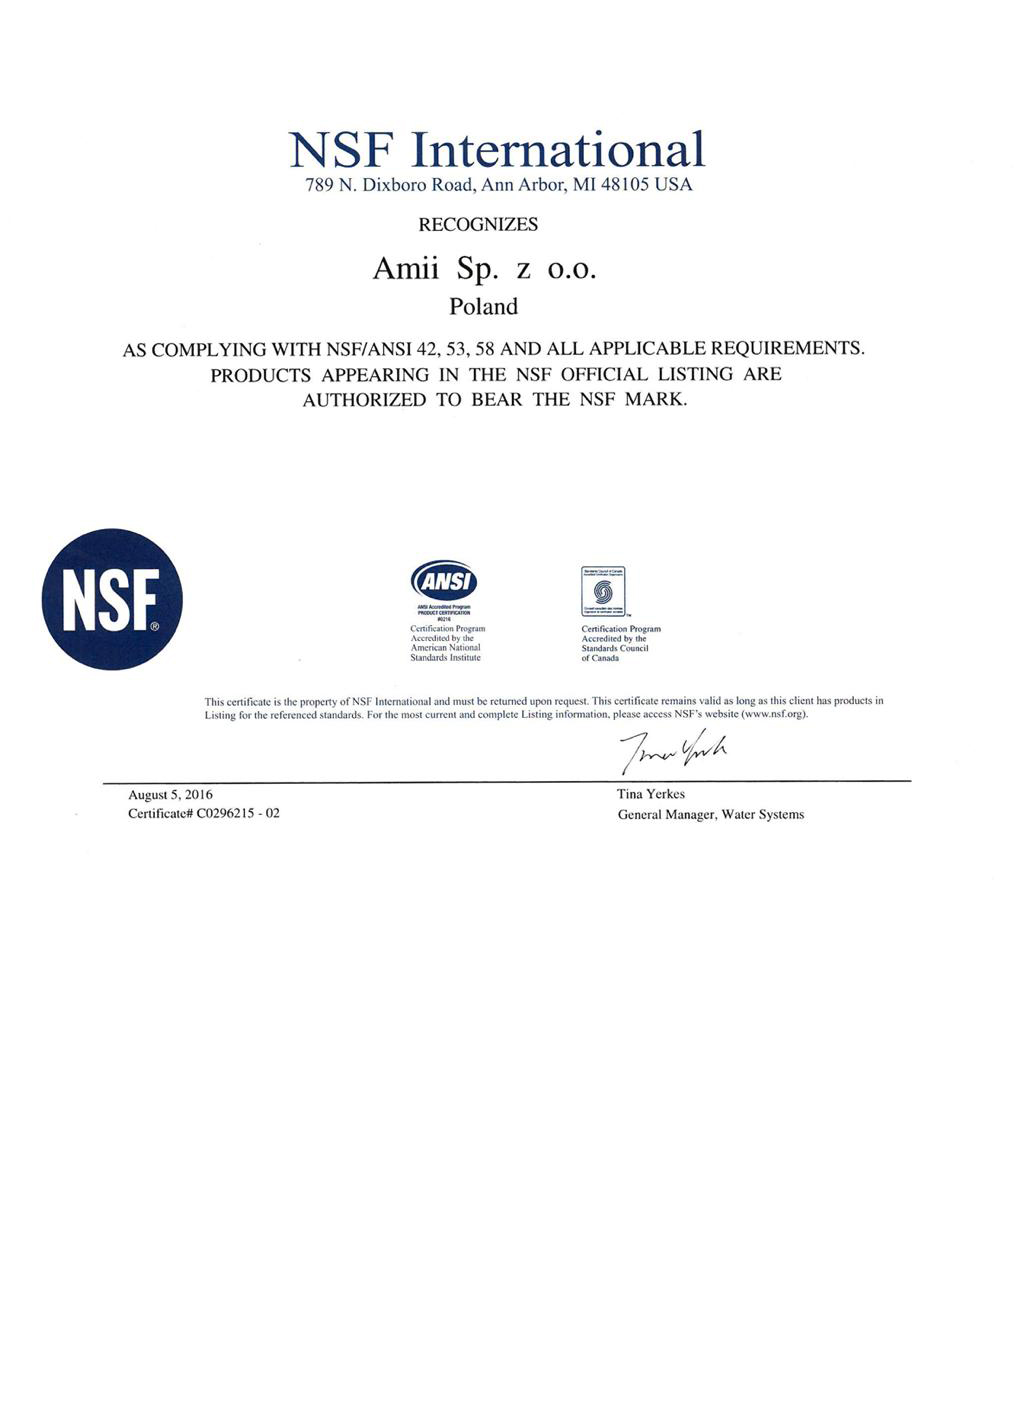 NSF International
789 N. Dixboro Road, Ann Arbor, MI 48105 USA
RECOGNIZES
Amii Sp. z o.o.
Poland
AS COMPLYING WITH NSF/ANSI 42, 53, 58 AND ALL APPLICABLE REQUIREMENTS.
PRODUCTS APPEARING IN THE NSF OFFICIAL LISTING ARE
AUTHORIZED TO BEAR THE NSF MARK.
NSF®
ANSI
ANSI Accredited Program
PRODUCT CERTIFICATION
#0216
Certification Program
Accredited by the
American National
Standards Institute
Standards Council of Canada
TM
Certification Program
Accredited by the
Standards Council
of Canada
This certificate is the property of NSF International and must be returned upon request. This certificate remains valid as long as this client has products in
Listing for the referenced standards. For the most current and complete Listing information, please access NSF's website (www.nsf.org).
August 5, 2016
Certificate# C0296215 - 02
Tina Yerkes
General Manager, Water Systems